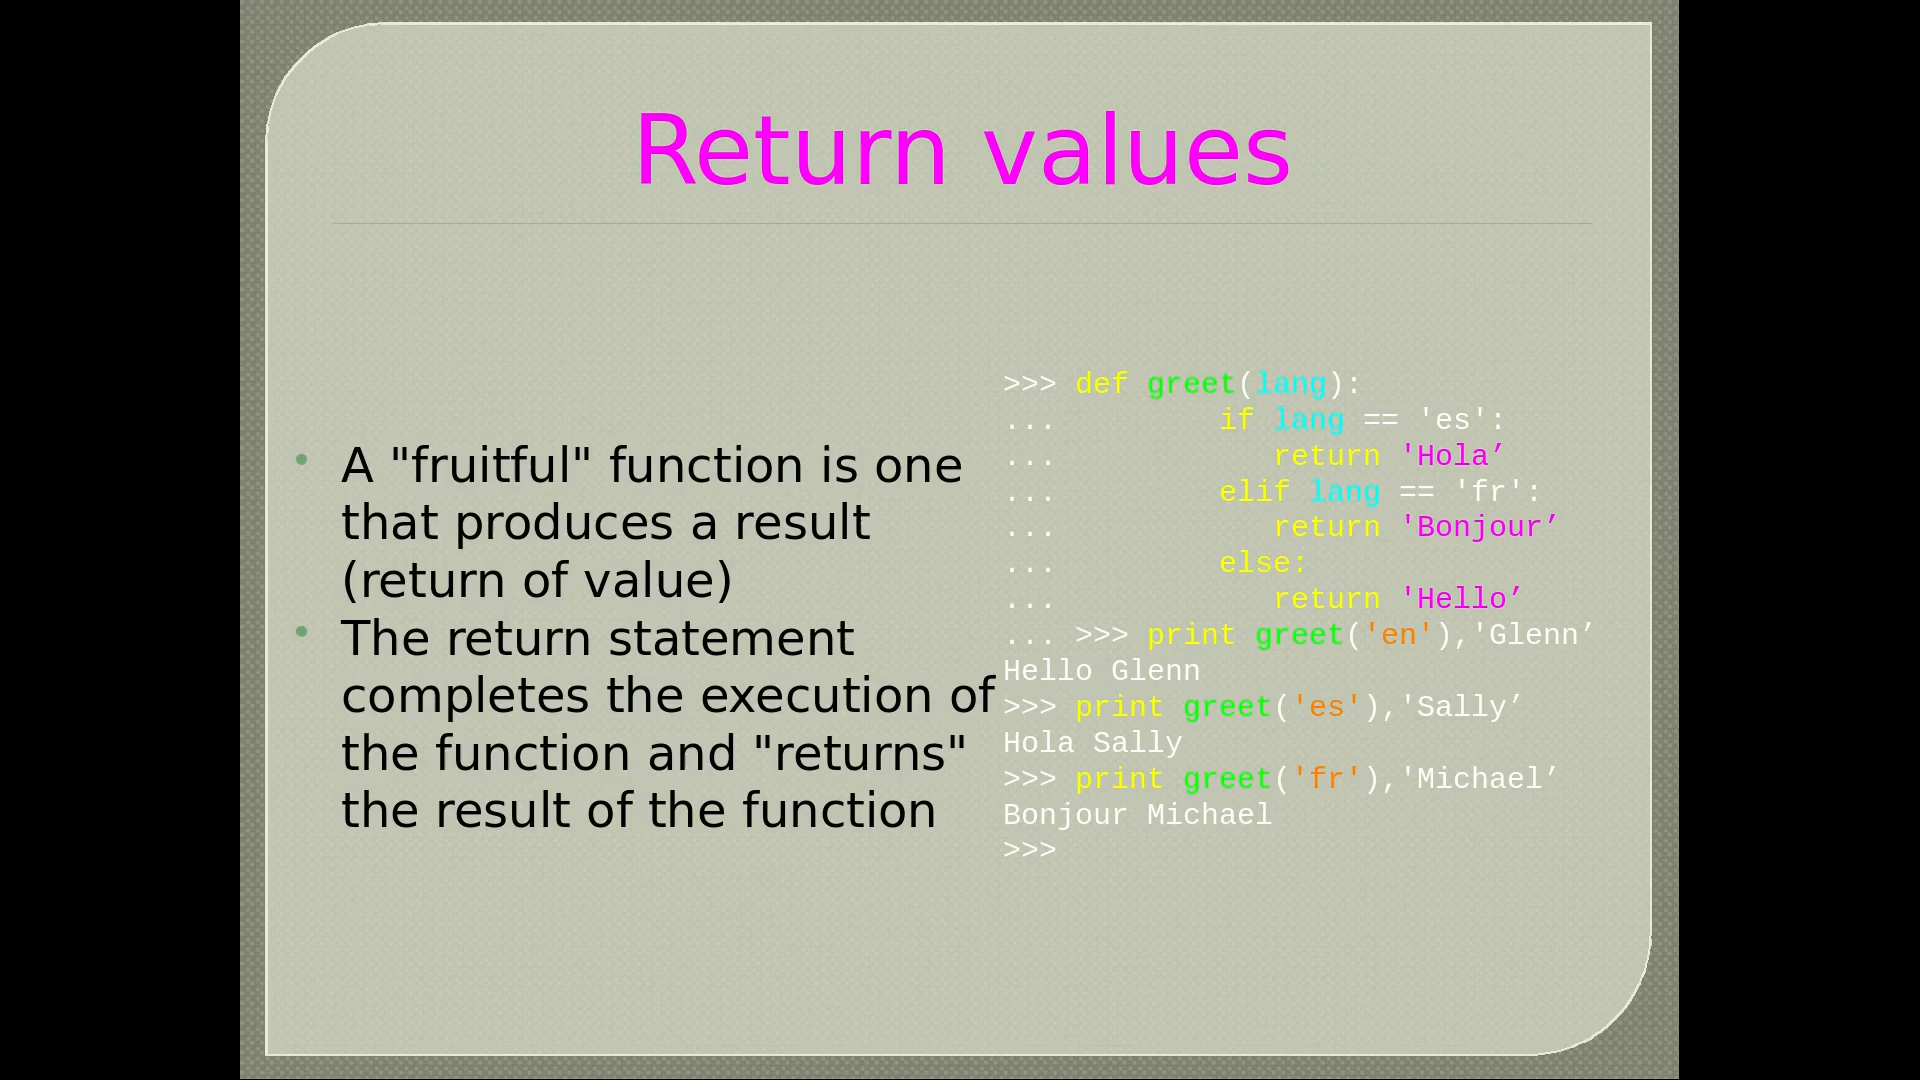 Return values
• A "fruitful" function is one
that produces a result
(return of value)
• The return statement
completes the execution of
the function and "returns"
the result of the function
>>> def greet(lang):
...         if lang == 'es':
...            return 'Hola’
...         elif lang == 'fr':
...            return 'Bonjour’
...         else:
...            return 'Hello’
... >>> print greet('en'),'Glenn’
Hello Glenn
>>> print greet('es'),'Sally’
Hola Sally
>>> print greet('fr'),'Michael’
Bonjour Michael
>>>